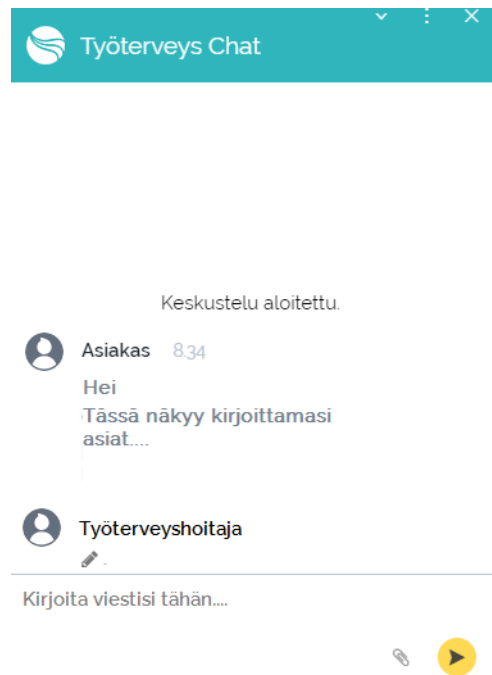 Työterveys Chat
Keskustelu aloitettu.
Asiakas 8.34
Hei
Tässä näkyy kirjoittamasi
asiat....
Työterveyshoitaja
Kirjoita viestisi tähän....